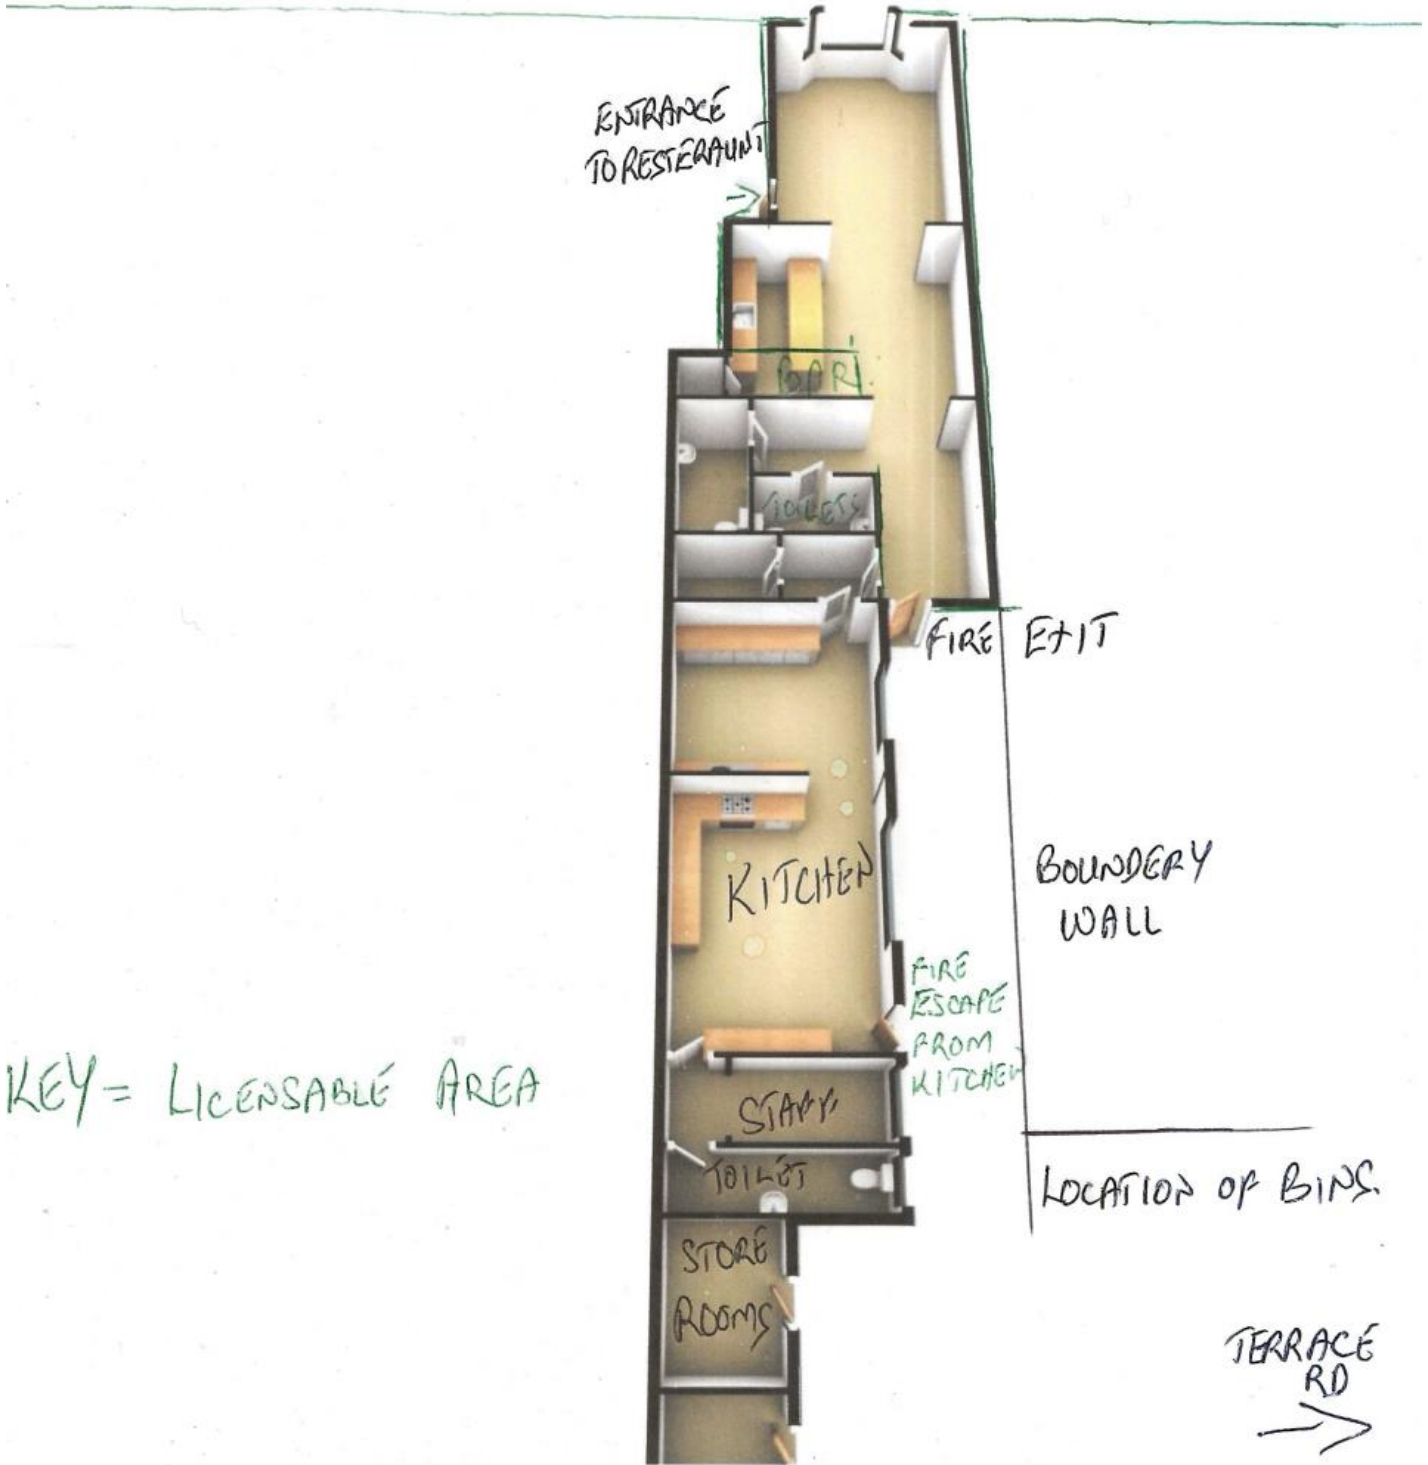 ENTRANCE
TO RESTERAUNT
BAR
TOILETS
FIRE EXIT
KITCHEN
BOUNDERY
WALL
FIRE
ESCAPE
FROM
KITCHEN
KEY = LICENSABLE AREA
STAFF
TOILET
LOCATION OF BINS.
STORE
ROOMS
TERRACE
RD